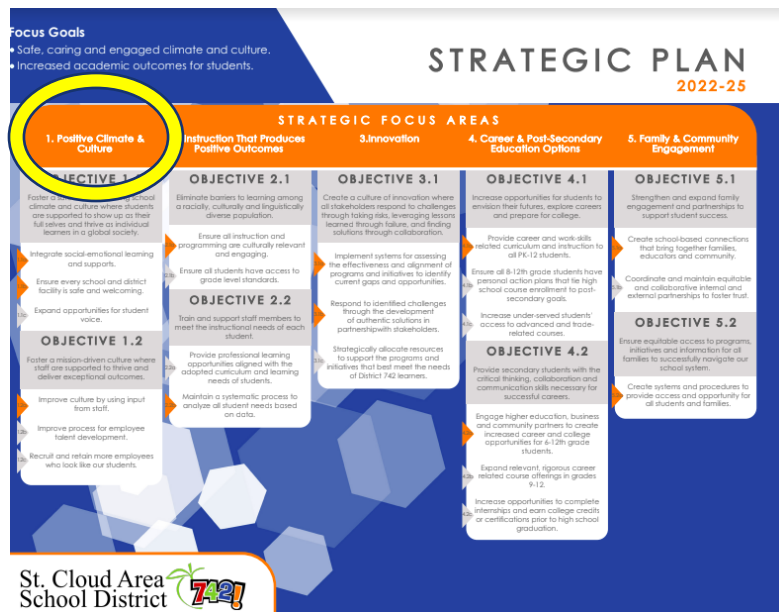 Focus Goals
• Safe, caring and engaged climate and culture.
• Increased academic outcomes for students.
STRATEGIC PLAN
2022-25
STRATEGIC FOCUS AREAS
1. Positive Climate &
Culture
Instruction That Produces
Positive Outcomes
3.Innovation
4. Career & Post-Secondary
Education Options
5. Family & Community
Engagement
OBJECTIVE 1.
climate and culture where students
are supported to show up as their
full selves and thrive as individual
learners in a global society.
Integrate social-emotional learning
and supports.
Ensure every school and district
facility is safe and welcoming.
Expand opportunities for student
voice.
OBJECTIVE 1.2
Foster a mission-driven culture where
staff are supported to thrive and
deliver exceptional outcomes.
Improve culture by using input
from staff.
Improve process for employee
talent development.
Recruit and retain more employees
who look like our students.
OBJECTIVE 2.1
Eliminate barriers to learning among
a racially, culturally and linguistically
diverse population.
Ensure all instruction and
programming are culturally relevant
and engaging.
Ensure all students have access to
grade level standards.
OBJECTIVE 2.2
Train and support staff members to
meet the instructional needs of each
student.
Provide professional learning
opportunities aligned with the
adapted curriculum and learning
needs of students.
Maintain a systematic process to
analyze all student needs based
on data.
OBJECTIVE 3.1
Create a culture of innovation where
all stakeholders respond to challenges
through taking risks, leveraging lessons
learned through failure, and finding
solutions through collaboration.
Implement systems for assessing
the effectiveness and alignment of
programs and initiatives to identify
current gaps and opportunities.
Respond to identified challenges
through the development
of authentic solutions in
partnershipwith stakeholders.
Strategically allocate resources
to support the programs and
initiatives that best meet the needs
of District 742 learners.
OBJECTIVE 4.1
Increase opportunities for students to
envision their futures, explore careers
and prepare for college.
Provide career and work-skills
related curriculum and instruction to
all PK-12 students.
Ensure all 8-12th grade students have
personal action plans that tie high
school course enrollment to post-
secondary goals.
Increase under-served students'
access to advanced and trade-
related courses.
OBJECTIVE 4.2
Provide secondary students with the
critical thinking, collaboration and
communication skills necessary for
successful careers.
Engage higher education, business
and community partners to create
increased career and college
opportunities for 6-12th grade
students.
Expand relevant, rigorous career
related course offerings in grades
9-12.
Increase opportunities to complete
internships and earn college credits
or certifications prior to high school
graduation.
OBJECTIVE 5.1
Strengthen and expand family
engagement and partnerships to
support student success.
Create school-based connections
that bring together families,
educators and community.
Coordinate and maintain equitable
and collaborative internal and
external partnerships to foster trust.
OBJECTIVE 5.2
Ensure equitable access to programs,
initiatives and information for all
families to successfully navigate our
school system.
Create systems and procedures to
provide access and opportunity for
all students and families.
St. Cloud Area
School District
742!